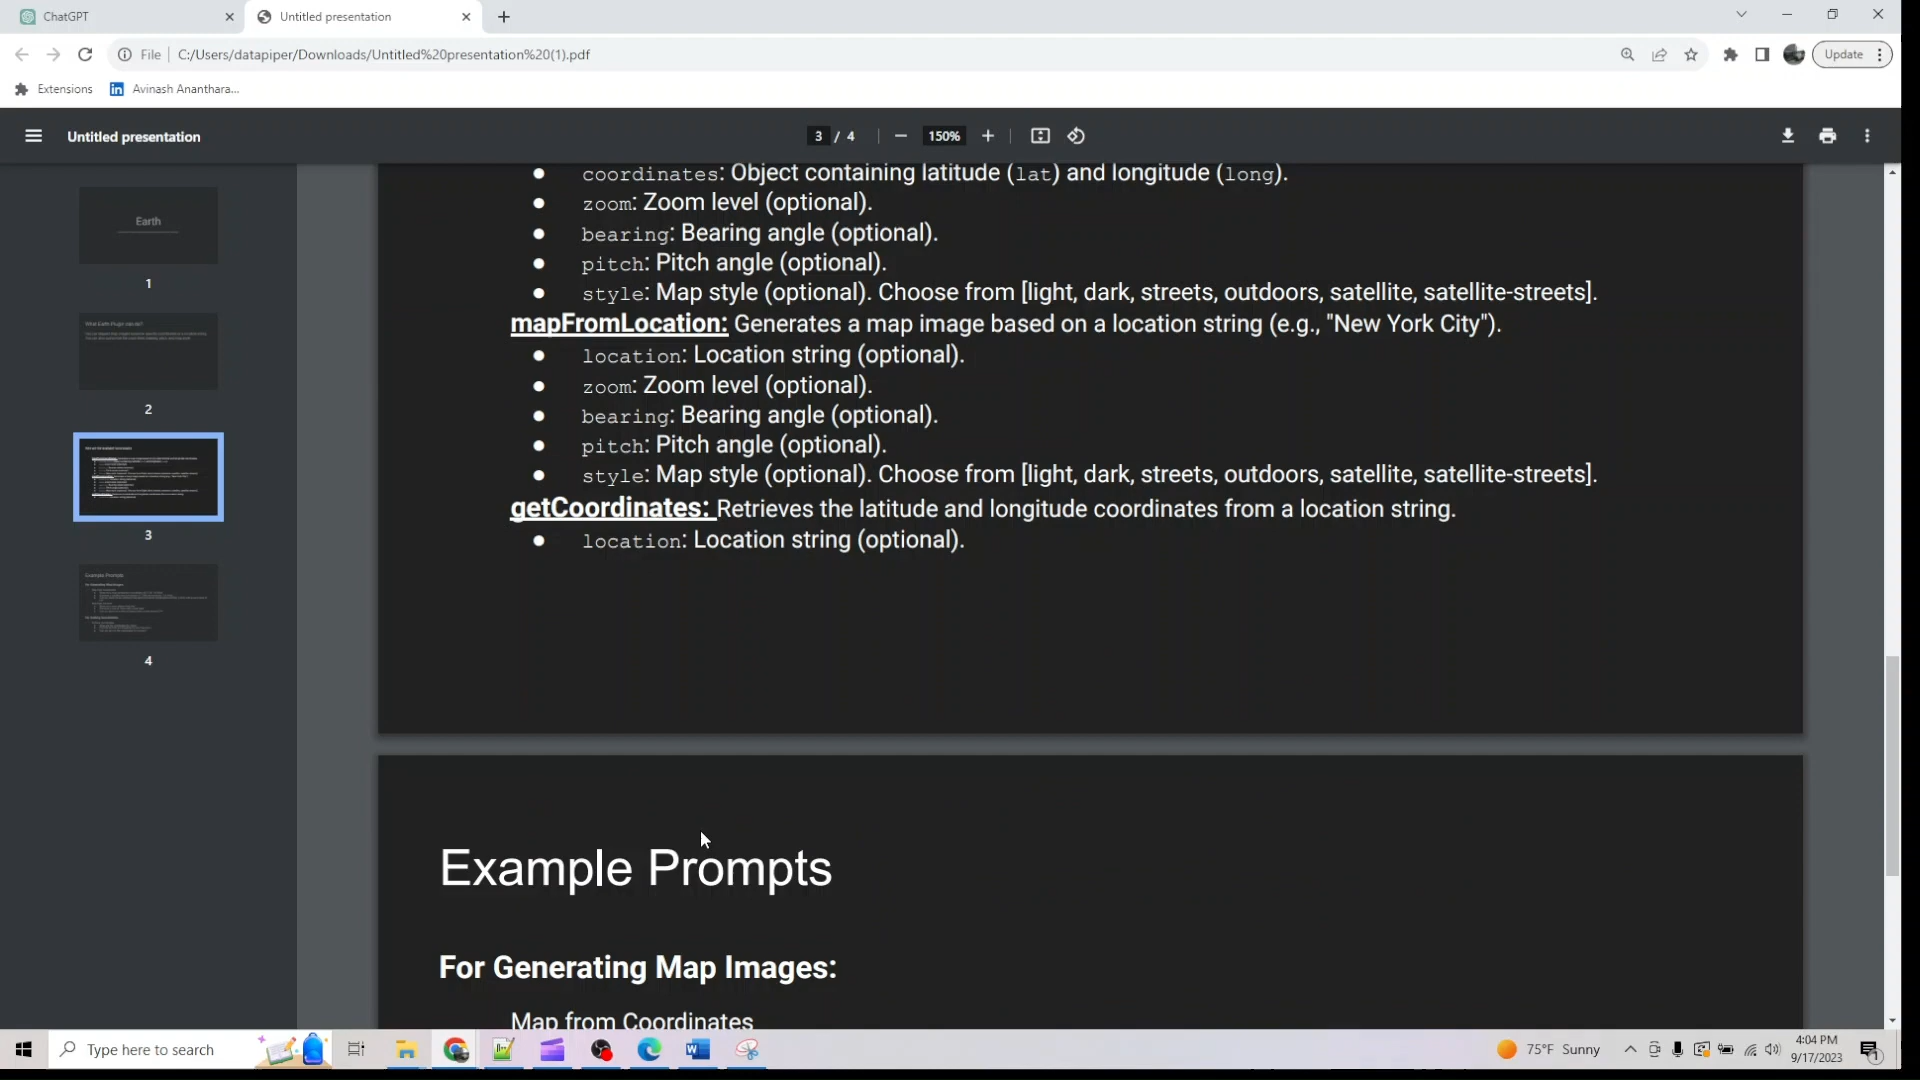 ChatGPT
Untitled presentation
File C:/Users/datapiper/Downloads/Untitled%20presentation%20(1).pdf
Update
Extensions
Avinash Ananthara...
Untitled presentation
3 / 4
150%
Earth
1
2
3
Example Prompts
4
coordinates: Object containing latitude (lat) and longitude (long).
zoom: Zoom level (optional).
bearing: Bearing angle (optional).
pitch: Pitch angle (optional).
style: Map style (optional). Choose from [light, dark, streets, outdoors, satellite, satellite-streets].
mapFromLocation: Generates a map image based on a location string (e.g., "New York City").
location: Location string (optional).
zoom: Zoom level (optional).
bearing: Bearing angle (optional).
pitch: Pitch angle (optional).
style: Map style (optional). Choose from [light, dark, streets, outdoors, satellite, satellite-streets].
getCoordinates: Retrieves the latitude and longitude coordinates from a location string.
location: Location string (optional).
Example Prompts
For Generating Map Images:
Map from Coordinates
Type here to search
75°F Sunny
4:04 PM
9/17/2023
1